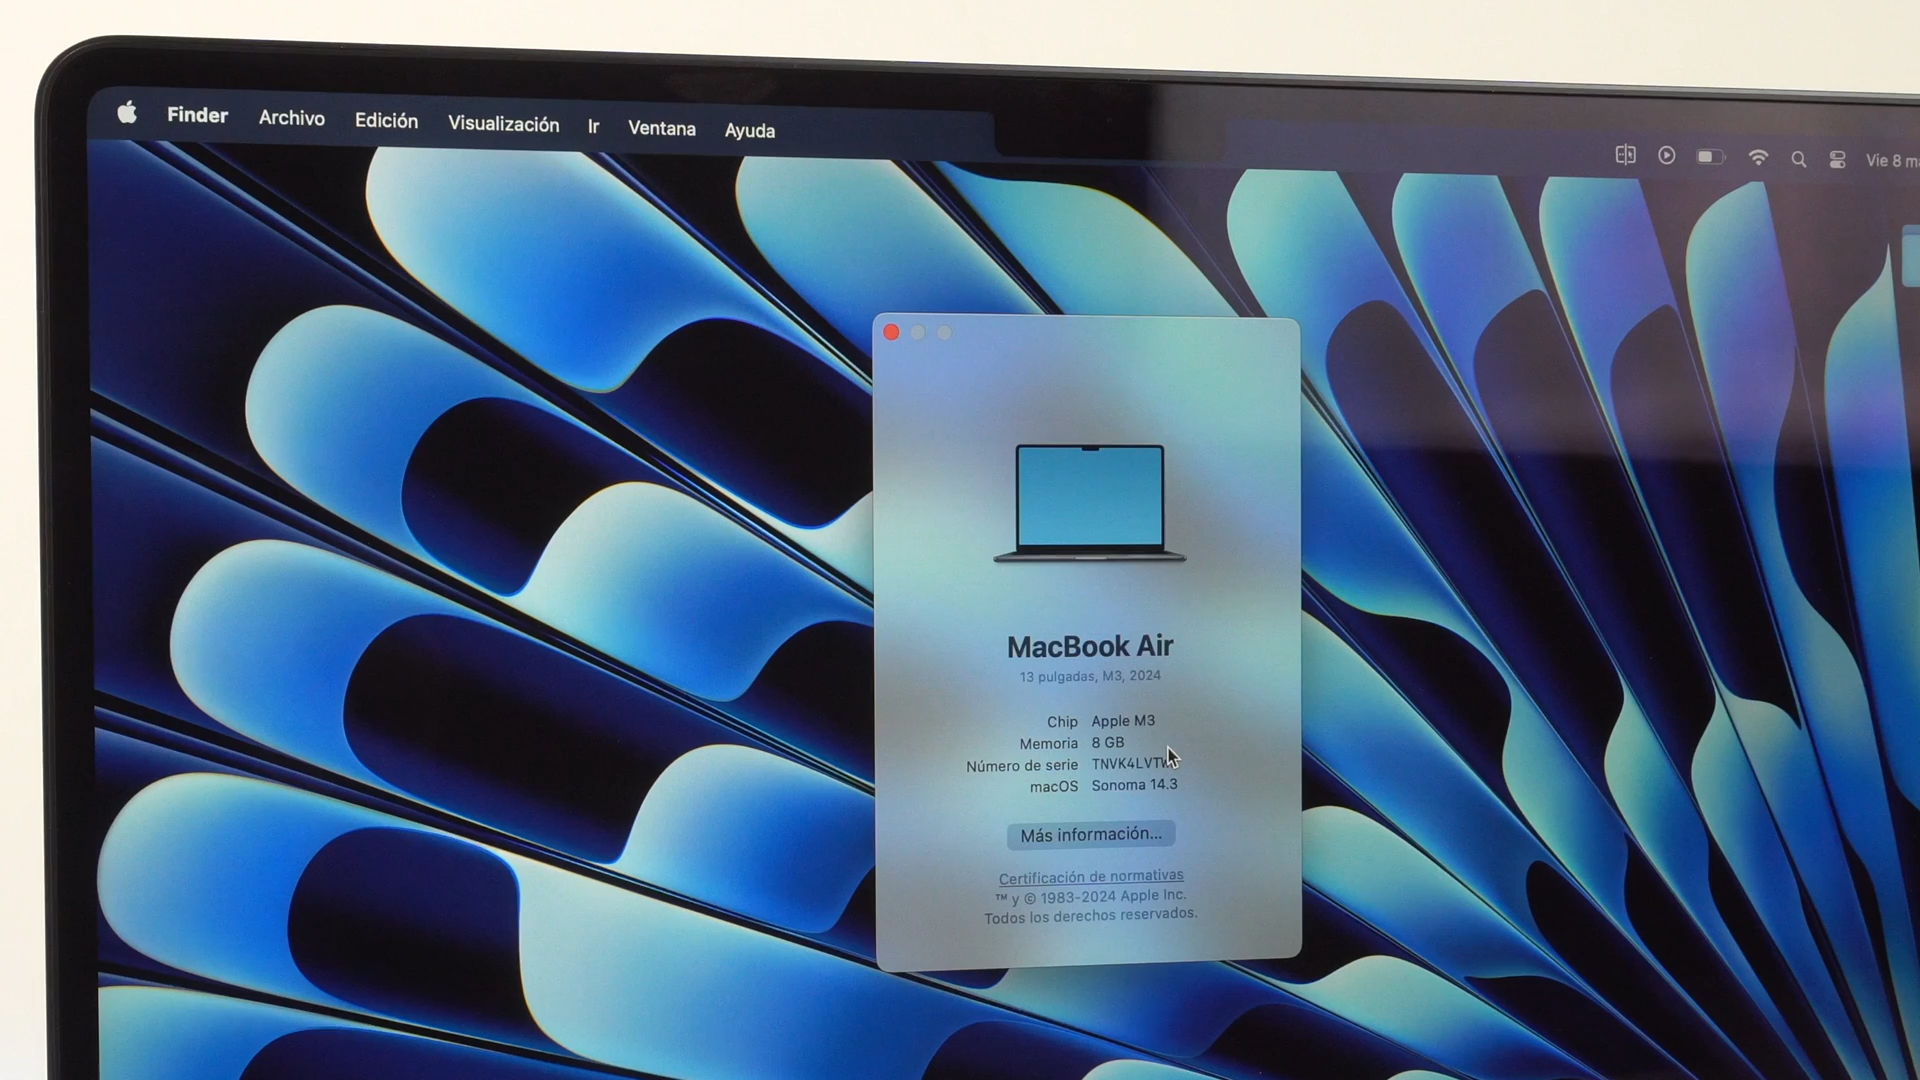 Finder Archivo Edición Visualización Ir Ventana Ayuda
Vie 8
MacBook Air
13 pulgadas, M3, 2024
Chip Apple M3
Memoria 8 GB
Número de serie
macOS Sonoma 14.3
Más información...
Certificación de normativas
™ y © 1983-2024 Apple Inc.
Todos los derechos reservados.